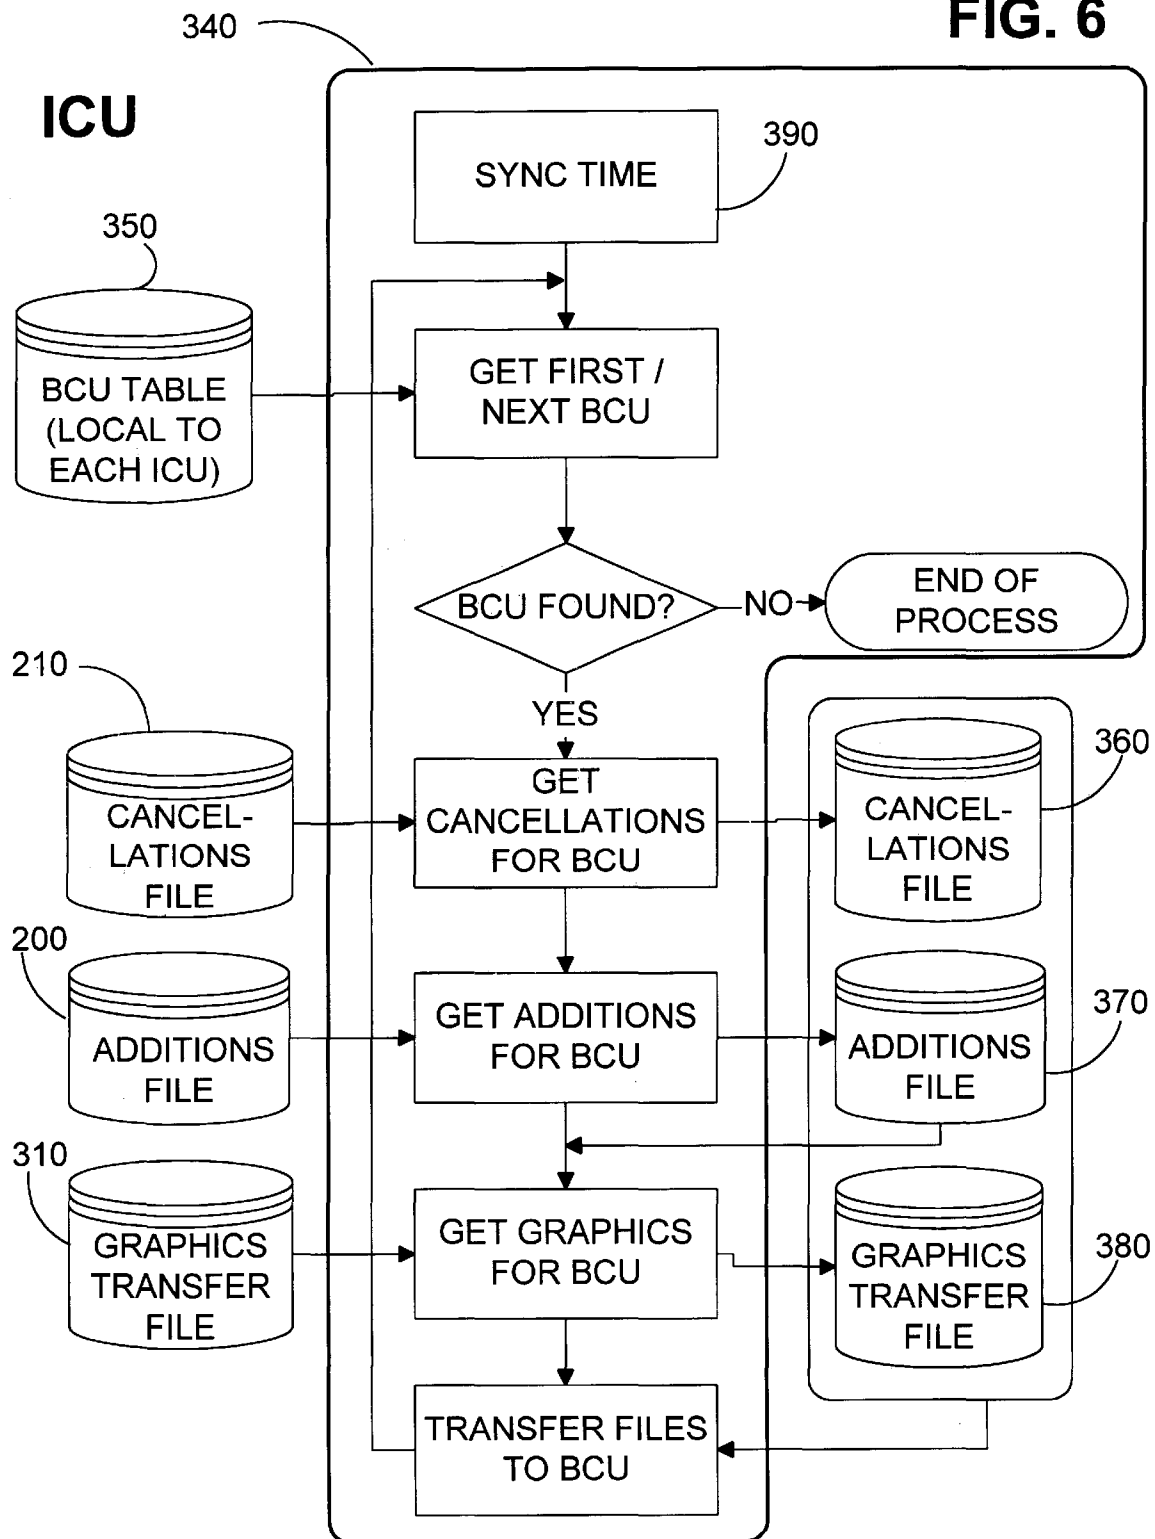 FIG. 6
340
ICU
SYNC TIME
390
350
BCU TABLE
(LOCAL TO
EACH ICU)
GET FIRST /
NEXT BCU
BCU FOUND?
NO
END OF
PROCESS
YES
210
CANCEL-
LATIONS
FILE
GET
CANCELLATIONS
FOR BCU
360
CANCEL-
LATIONS
FILE
200
ADDITIONS
FILE
GET ADDITIONS
FOR BCU
370
ADDITIONS
FILE
310
GRAPHICS
TRANSFER
FILE
GET GRAPHICS
FOR BCU
380
GRAPHICS
TRANSFER
FILE
TRANSFER FILES
TO BCU